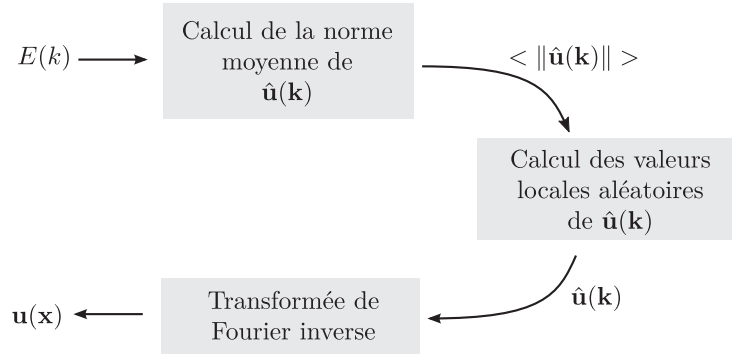 E(k)
Calcul de la norme
moyenne de
û(k)
< ‖û(k)‖ >
Calcul des valeurs
locales aléatoires
de û(k)
û(k)
Transformée de
Fourier inverse
u(x)